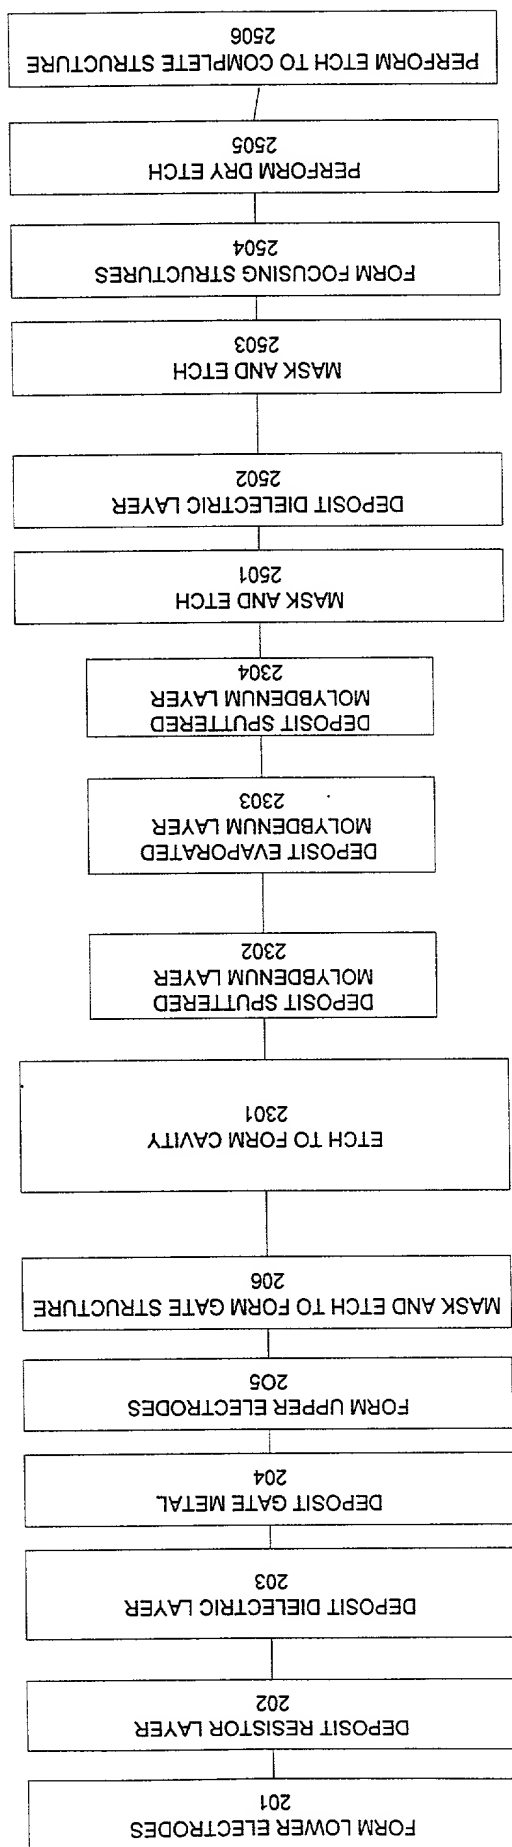 FORM LOWER ELECTRODES
201
DEPOSIT RESISTOR LAYER
202
DEPOSIT DIELECTRIC LAYER
203
DEPOSIT GATE METAL
204
FORM UPPER ELECTRODES
205
MASK AND ETCH TO FORM GATE STRUCTURE
206
ETCH TO FORM CAVITY
2301
DEPOSIT SPUTTERED
MOLYBDENUM LAYER
2302
DEPOSIT EVAPORATED
MOLYBDENUM LAYER
2303
DEPOSIT SPUTTERED
MOLYBDENUM LAYER
2304
MASK AND ETCH
2501
DEPOSIT DIELECTRIC LAYER
2502
MASK AND ETCH
2503
FORM FOCUSING STRUCTURES
2504
PERFORM DRY ETCH
2505
PERFORM ETCH TO COMPLETE STRUCTURE
2506